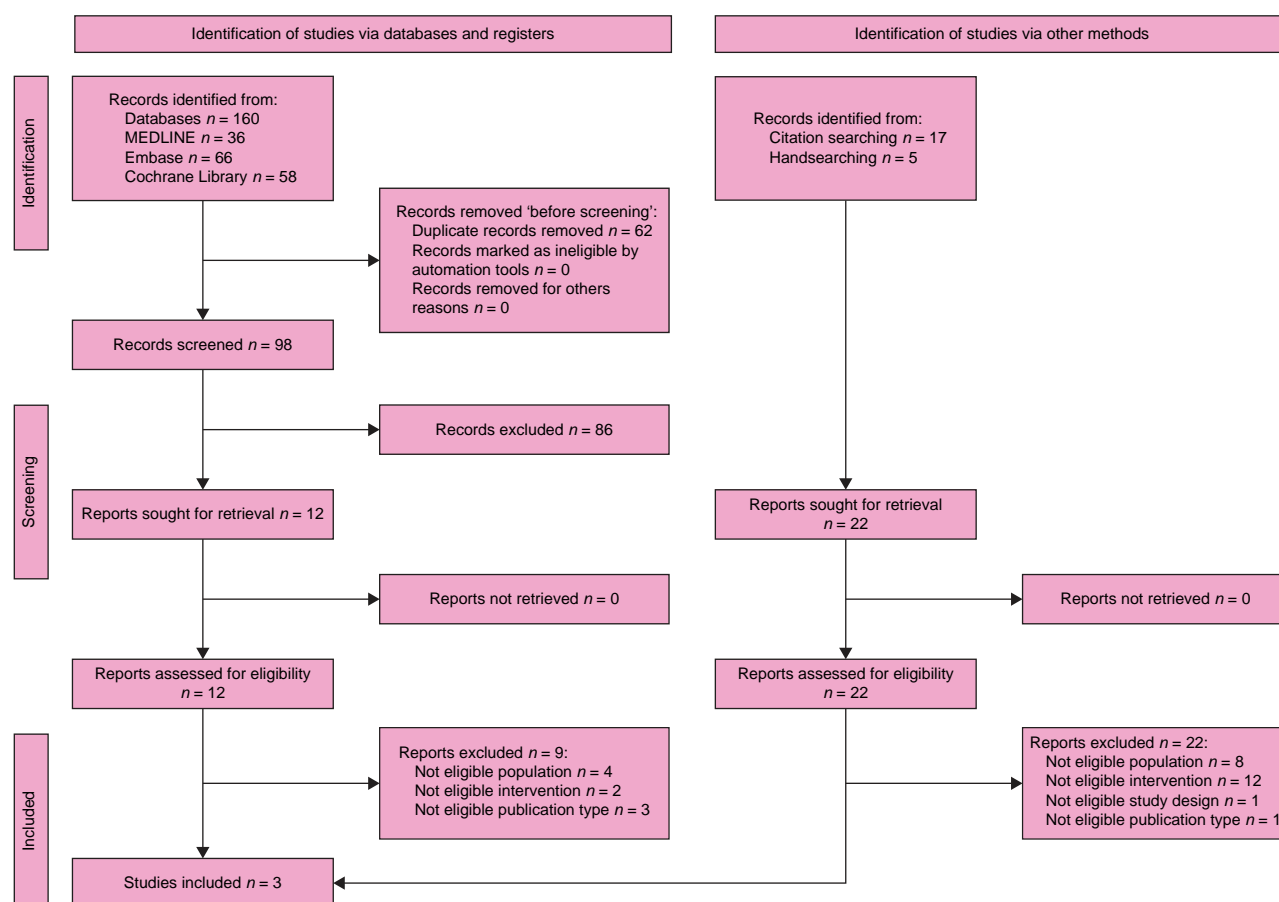 Identification of studies via databases and registers
Identification of studies via other methods
Identification
Records identified from:
Databases n = 160
MEDLINE n = 36
Embase n = 66
Cochrane Library n = 58
Records identified from:
Citation searching n = 17
Handsearching n = 5
Records removed ‘before screening’:
Duplicate records removed n = 62
Records marked as ineligible by
automation tools n = 0
Records removed for others
reasons n = 0
Records screened n = 98
Screening
Records excluded n = 86
Reports sought for retrieval n = 12
Reports sought for retrieval
n = 22
Reports not retrieved n = 0
Reports not retrieved n = 0
Reports assessed for eligibility
n = 12
Reports assessed for eligibility
n = 22
Included
Reports excluded n = 9:
Not eligible population n = 4
Not eligible intervention n = 2
Not eligible publication type n = 3
Reports excluded n = 22:
Not eligible population n = 8
Not eligible intervention n = 12
Not eligible study design n = 1
Not eligible publication type n = 1
Studies included n = 3